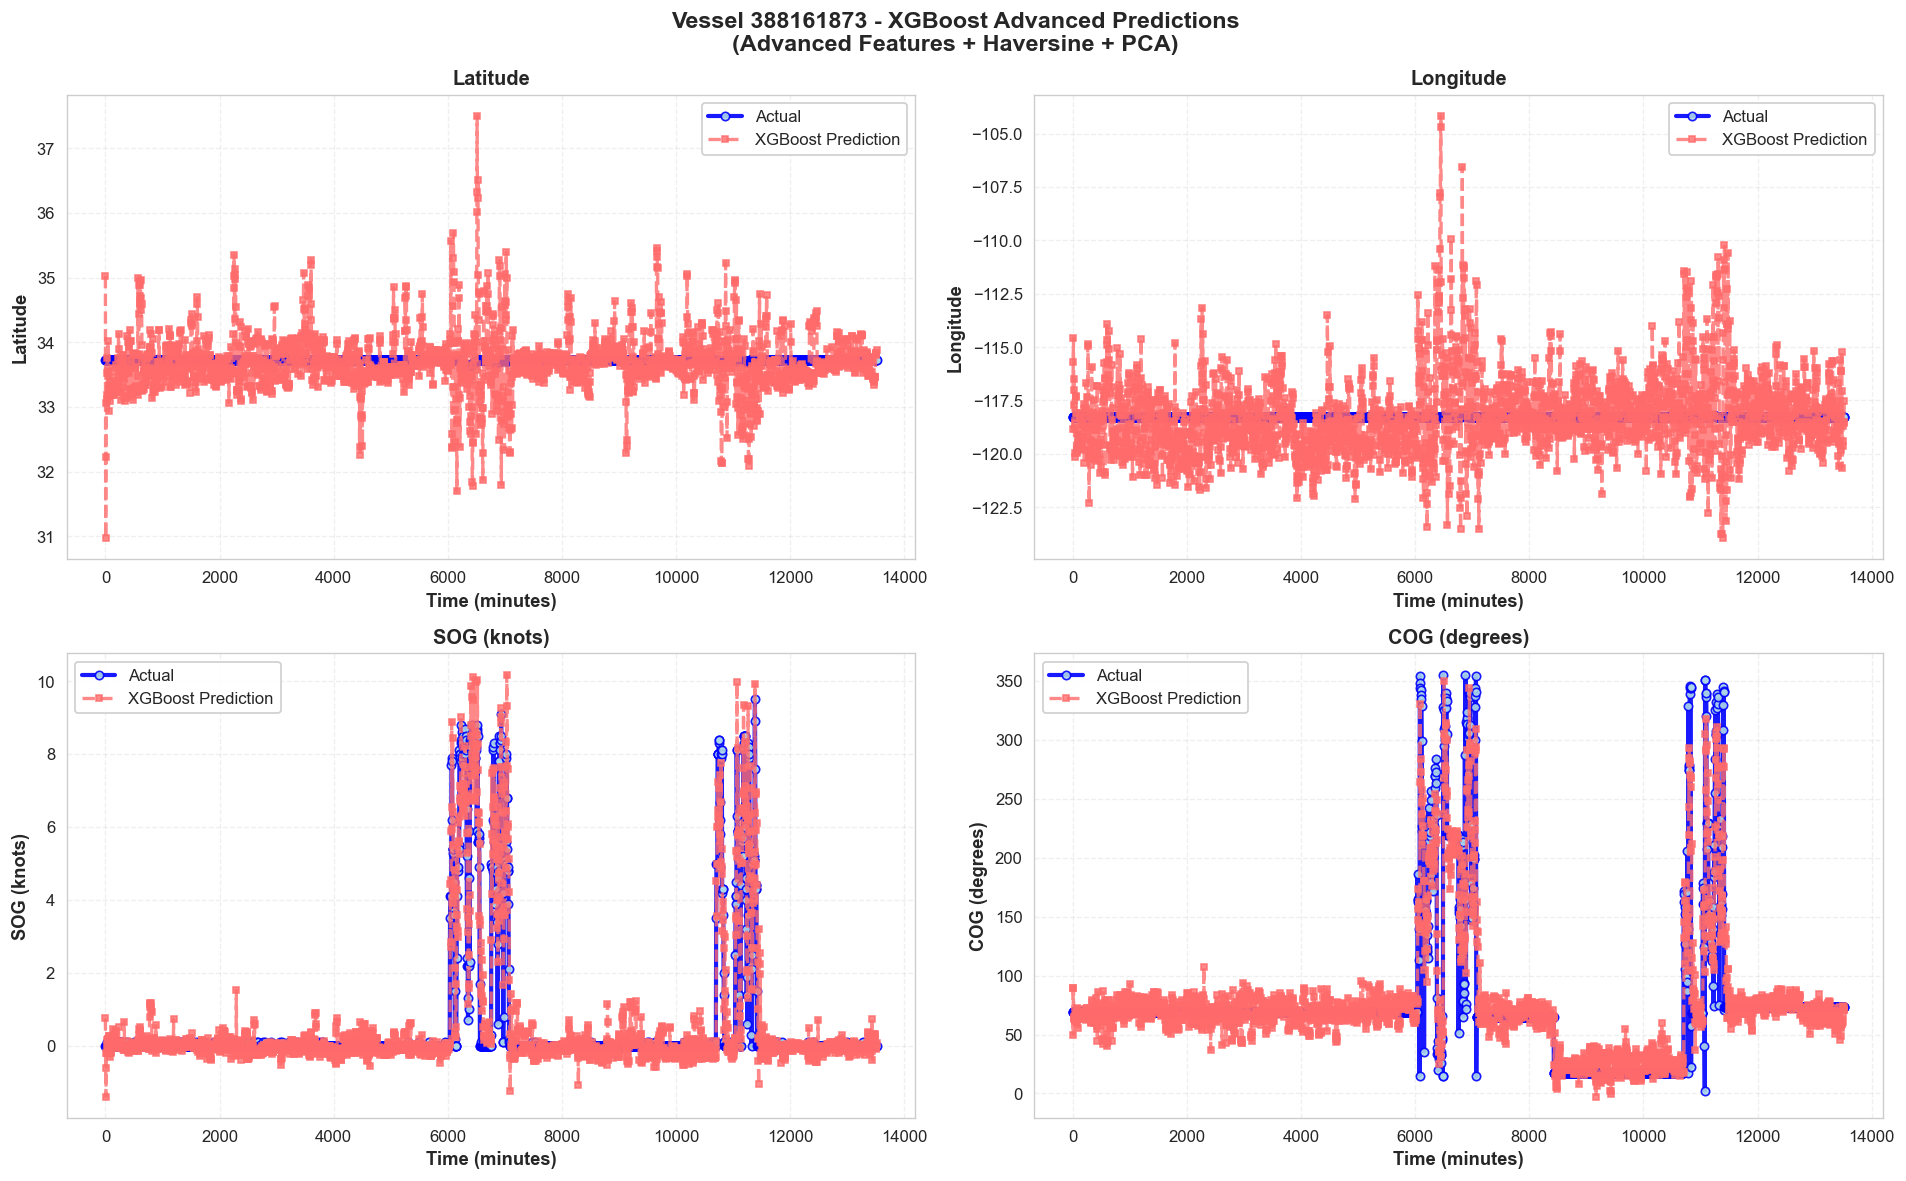 Vessel 388161873 - XGBoost Advanced Predictions
(Advanced Features + Haversine + PCA)
Latitude
Actual
XGBoost Prediction
37
36
35
34
33
32
31
Latitude
0 2000 4000 6000 8000 10000 12000 14000
Time (minutes)
Longitude
Actual
XGBoost Prediction
−105.0
−107.5
−110.0
−112.5
−115.0
−117.5
−120.0
−122.5
Longitude
0 2000 4000 6000 8000 10000 12000 14000
Time (minutes)
SOG (knots)
Actual
XGBoost Prediction
10
8
6
4
2
0
SOG (knots)
0 2000 4000 6000 8000 10000 12000 14000
Time (minutes)
COG (degrees)
Actual
XGBoost Prediction
350
300
250
200
150
100
50
0
COG (degrees)
0 2000 4000 6000 8000 10000 12000 14000
Time (minutes)